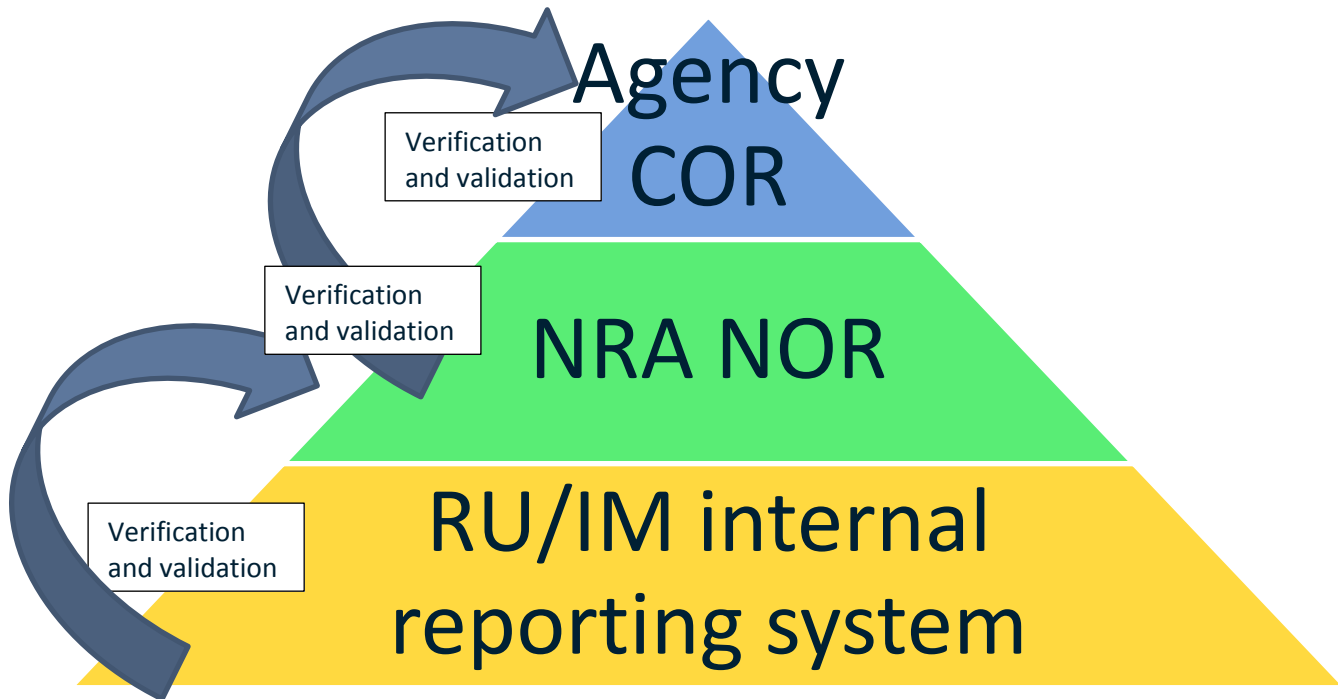 Agency
COR
Verification
and validation
Verification
and validation
NRA NOR
Verification
and validation
RU/IM internal
reporting system